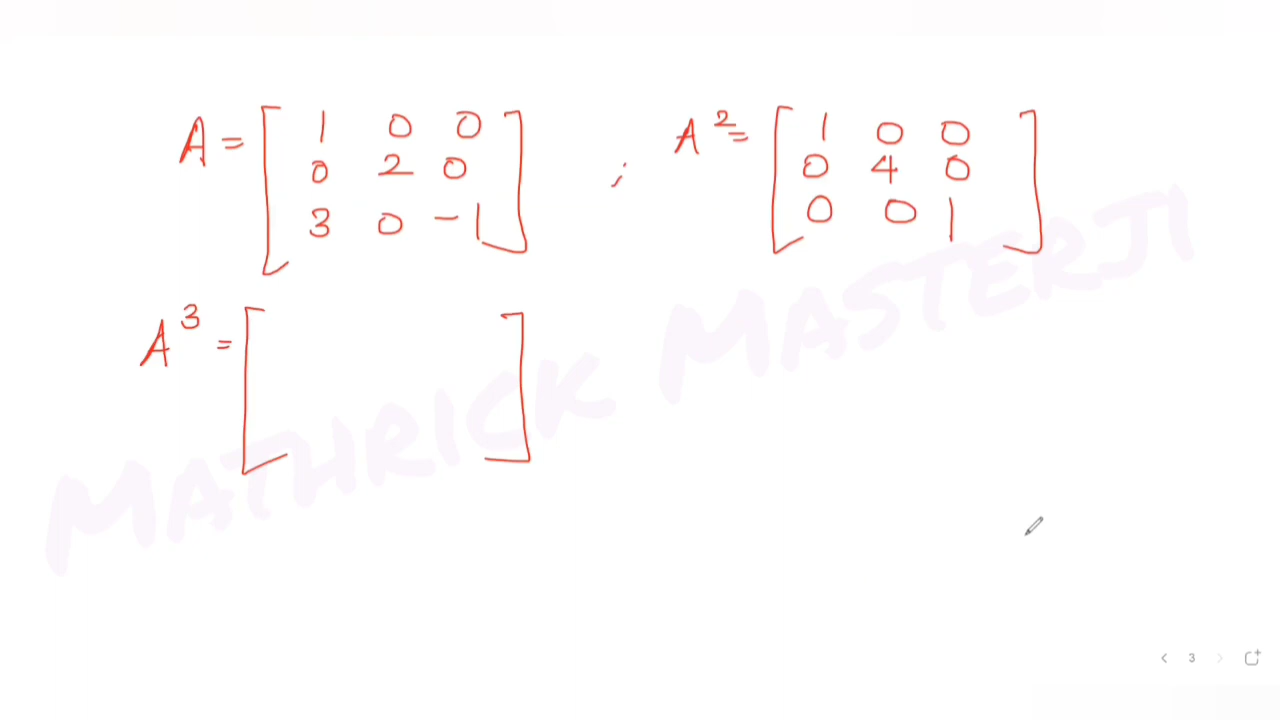 A = [ 1 0 0 ; A² = [ 1 0 0
0 2 0 0 4 0
3 0 -1 ] 0 0 1 ]
A³ = [ ]
MATHRICK MASTERJI
< 3 >